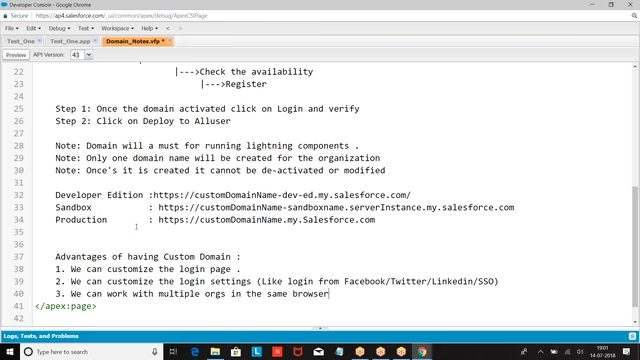 Developer Console - Google Chrome
Secure | https://ap4.salesforce.com/_ui/common/apex/debug/ApexCSIPage
File Edit Debug Test Workspace Help < >
Test_One Test_One.app Domain_Notes.vfp *
Preview API Version: 43
22 |--->Check the availability
23 |--->Register
24
25 Step 1: Once the domain activated click on Login and verify
26 Step 2: Click on Deploy to Alluser
27
28 Note: Domain will a must for running lightning components .
29 Note: Only one domain name will be created for the organization
30 Note: Once's it is created it cannot be de-activated or modified
31
32 Developer Edition :https://customDomainName-dev-ed.my.salesforce.com/
33 Sandbox : https://customDomainName-sandboxname.serverInstance.my.salesforce.com
34 Production : https://customDomainName.my.Salesforce.com
35
36
37 Advantages of having Custom Domain :
38 1. We can customize the login page .
39 2. We can customize the login settings (Like login from Facebook/Twitter/Linkedin/SSO)
40 3. We can work with multiple orgs in the same browser
41 </apex:page>
42
Logs, Tests, and Problems
Type here to search
19:01
14-07-2018